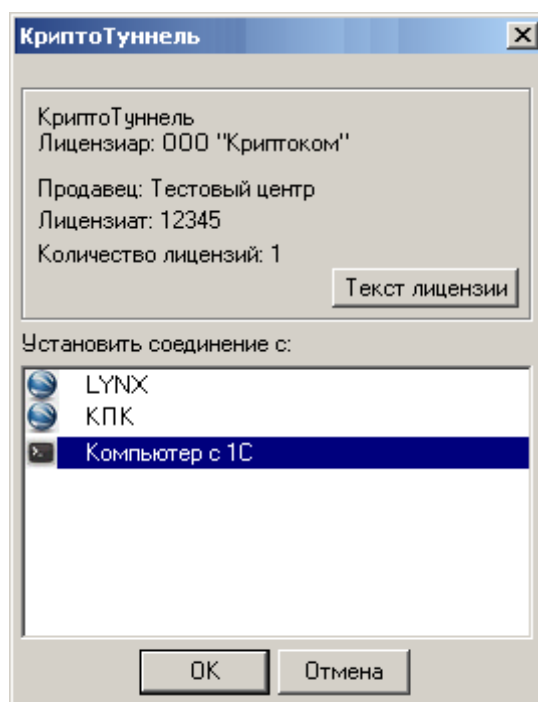 КриптоТуннель
КриптоТуннель
Лицензиар: ООО "Криптоком"
Продавец: Тестовый центр
Лицензиат: 12345
Количество лицензий: 1
Текст лицензии
Установить соединение с:
LYNX
КПК
Компьютер с 1С
OK
Отмена